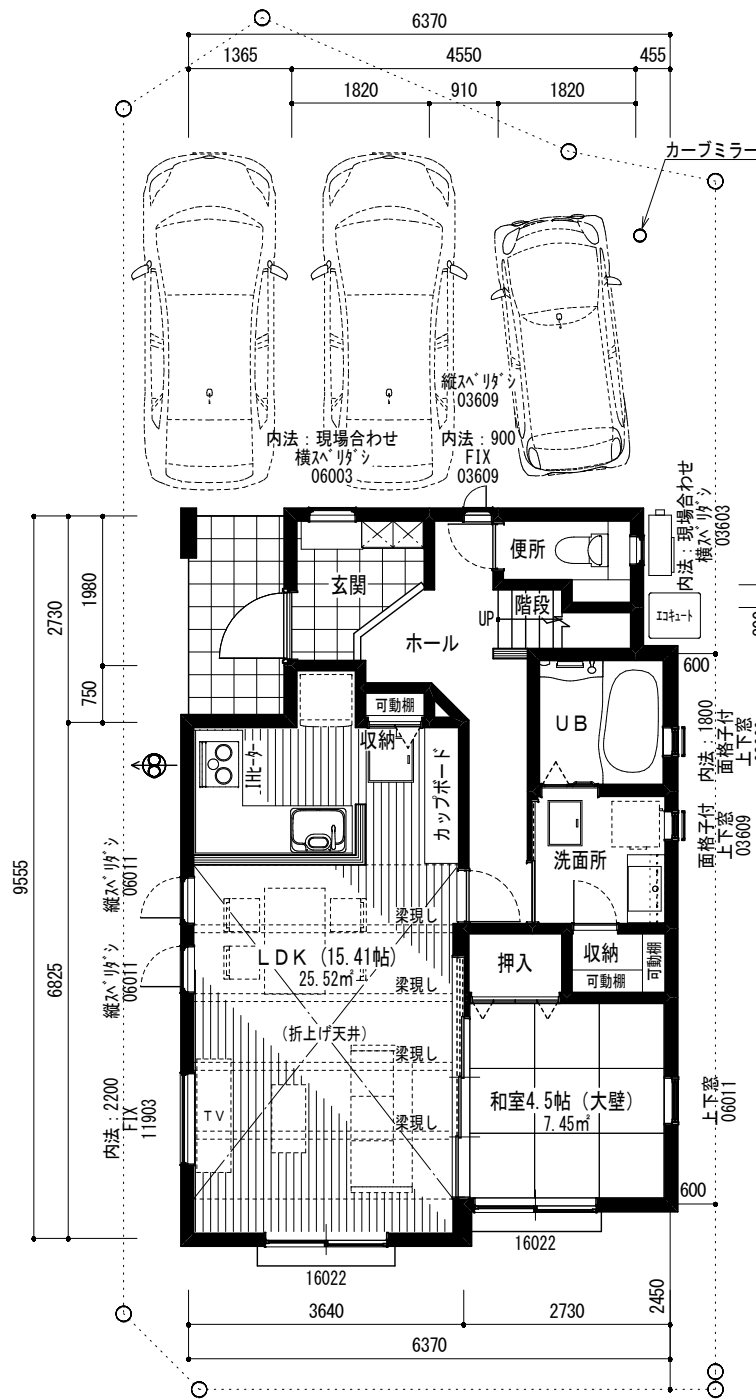 6370
1365
4550
455
1820
910
1820
カーブミラー
縦スベリダシ
03609
内法：現場合わせ
横スベリダシ
06003
内法：900
FIX
03609
内法：現場合わせ
横スベリダシ
03603
便所
玄関
階段
UP
ホール
エコキュート
2730
1980
750
600
可動棚
収納
UB
内法：1800
面格子付
上下窓
IHヒーター
カップボード
面格子付
上下窓
03609
洗面所
9555
6825
縦スベリダシ
06011
縦スベリダシ
06011
梁現し
LDK（15.41帖）
25.52㎡
梁現し
（折上げ天井）
梁現し
梁現し
押入
収納
可動棚
可動棚
TV
内法：2200
FIX
11903
和室4.5帖（大壁）
7.45㎡
上下窓
06011
600
16022
16022
2450
3640
2730
6370